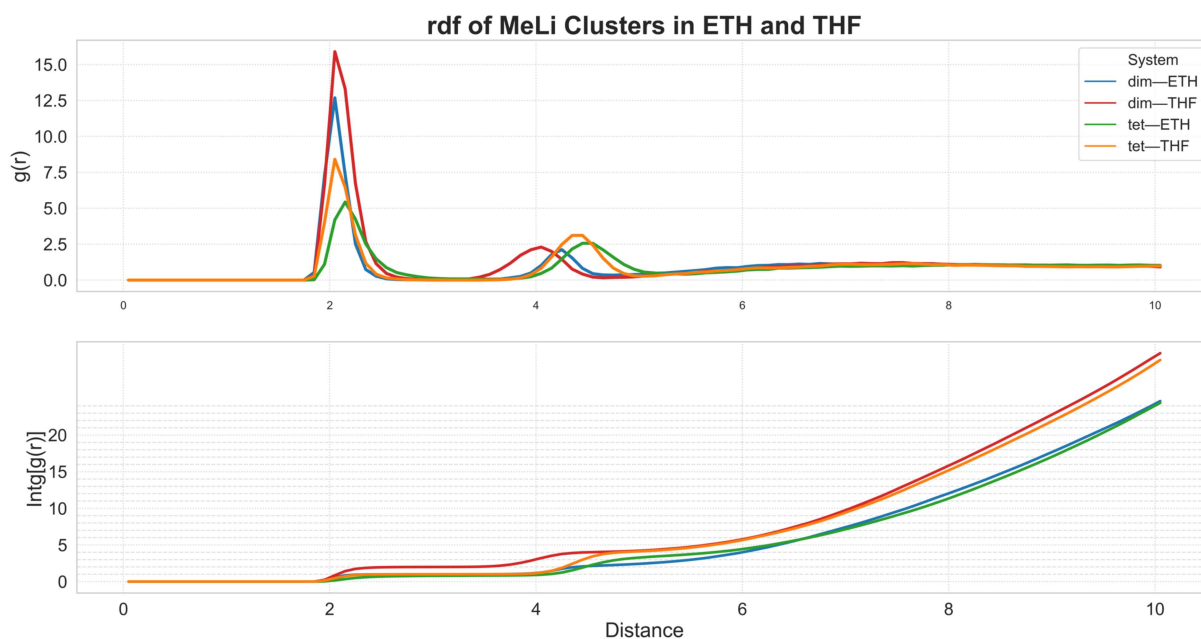 rdf of MeLi Clusters in ETH and THF
System
dim—ETH
dim—THF
tet—ETH
tet—THF
g(r)
15.0
12.5
10.0
7.5
5.0
2.5
0.0
0 2 4 6 8 10
Intg[g(r)]
20
15
10
5
0
0 2 4 6 8 10
Distance